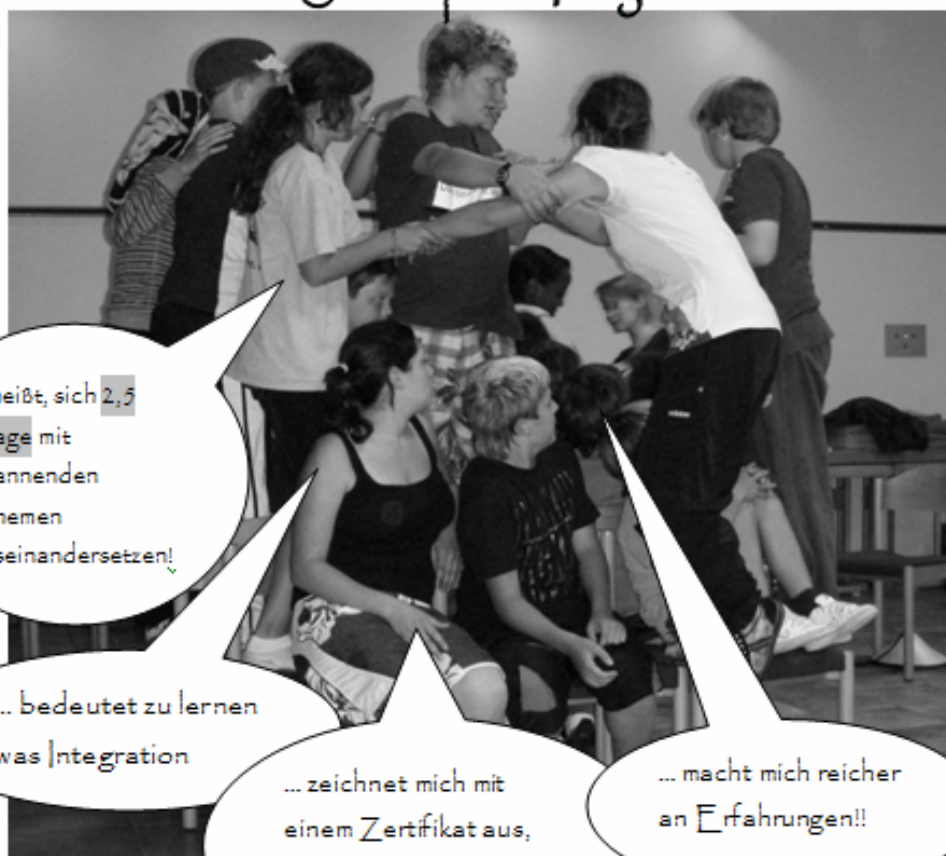 eißt, sich 2,5
age mit
annenden
hemen
seinandersetzen!
... bedeutet zu lernen
was Integration
... zeichnet mich mit
einem Zertifikat aus,
... macht mich reicher
an Erfahrungen!!
adidas